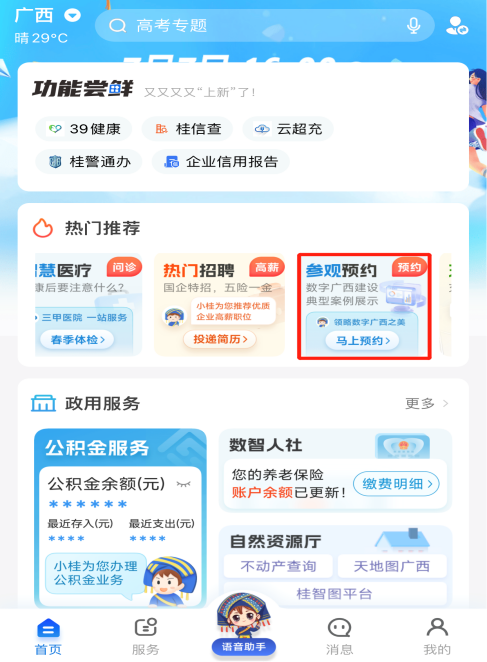 广西
晴 29°C
高考专题
功能尝鲜
又又又又“上新”了!
39健康
桂信查
云超充
桂警通办
企业信用报告
热门推荐
慧医疗
问诊
康后要注意什么?
三甲医院 一站服务
春季体检>
热门招聘
高薪
国企特招，五险一金
小桂为您推荐优质
企业高薪职位
投递简历>
参观预约
预约
数字广西建设
典型案例展示
领略数字广西之美
马上预约>
政用服务
更多 >
公积金服务
公积金余额(元)
******
最近存入(元)
最近支出(元)
****
****
小桂为您办理
公积金业务
数智人社
您的养老保险
账户余额已更新!
缴费明细>
自然资源厅
不动产查询
天地图广西
桂智图平台
首页
服务
语音助手
消息
我的